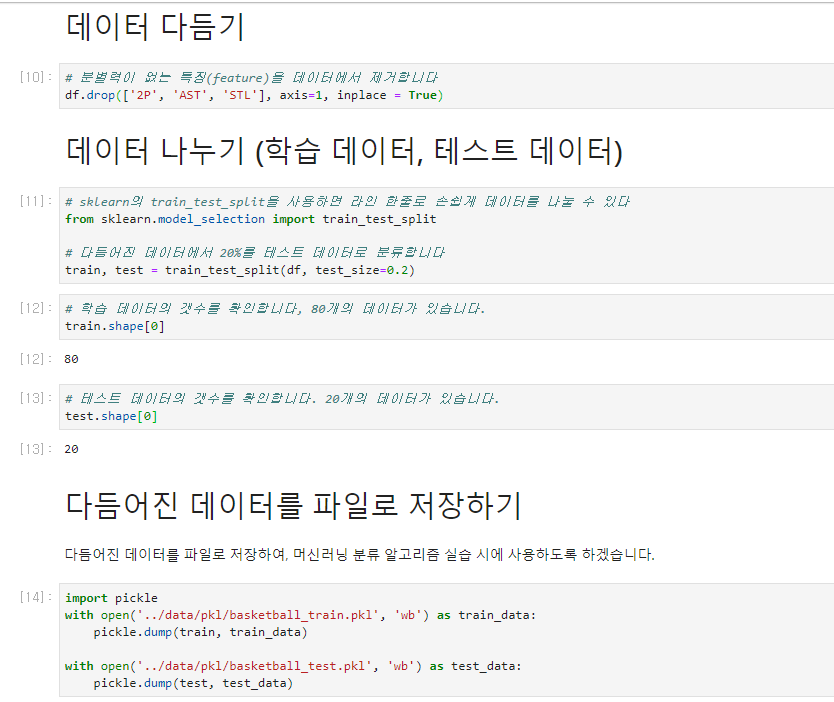 데이터 다듬기
[10]: # 분별력이 없는 특징(feature)을 데이터에서 제거합니다
df.drop(['2P', 'AST', 'STL'], axis=1, inplace = True)
데이터 나누기 (학습 데이터, 테스트 데이터)
[11]: # sklearn의 train_test_split을 사용하면 라인 한줄로 손쉽게 데이터를 나눌 수 있다
from sklearn.model_selection import train_test_split
# 다듬어진 데이터에서 20%를 테스트 데이터로 분류합니다
train, test = train_test_split(df, test_size=0.2)
[12]: # 학습 데이터의 갯수를 확인합니다, 80개의 데이터가 있습니다.
train.shape[0]
[12]: 80
[13]: # 테스트 데이터의 갯수를 확인합니다. 20개의 데이터가 있습니다.
test.shape[0]
[13]: 20
다듬어진 데이터를 파일로 저장하기
다듬어진 데이터를 파일로 저장하여, 머신러닝 분류 알고리즘 실습 시에 사용하도록 하겠습니다.
[14]: import pickle
with open('../data/pkl/basketball_train.pkl', 'wb') as train_data:
pickle.dump(train, train_data)
with open('../data/pkl/basketball_test.pkl', 'wb') as test_data:
pickle.dump(test, test_data)